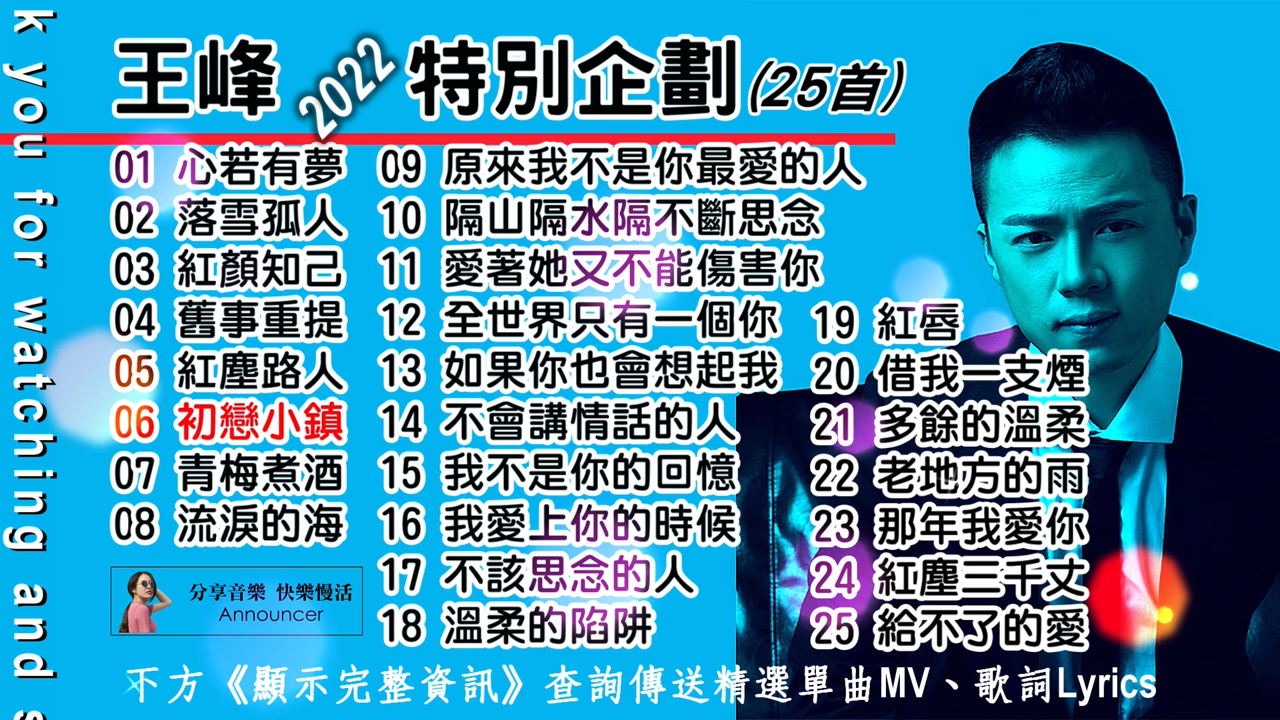 k you for watching and s
王峰 2022 特別企劃(25首)
01 心若有夢
02 落雪孤人
03 紅顏知己
04 舊事重提
05 紅塵路人
06 初戀小鎮
07 青梅煮酒
08 流淚的海
09 原來我不是你最愛的人
10 隔山隔水隔不斷思念
11 愛著她又不能傷害你
12 全世界只有一個你
13 如果你也會想起我
14 不會講情話的人
15 我不是你的回憶
16 我愛上你的時候
17 不該思念的人
18 溫柔的陷阱
19 紅唇
20 借我一支煙
21 多餘的溫柔
22 老地方的雨
23 那年我愛你
24 紅塵三千丈
25 給不了的愛
分享音樂 快樂慢活
Announcer
下方《顯示完整資訊》查詢傳送精選單曲MV、歌詞Lyrics